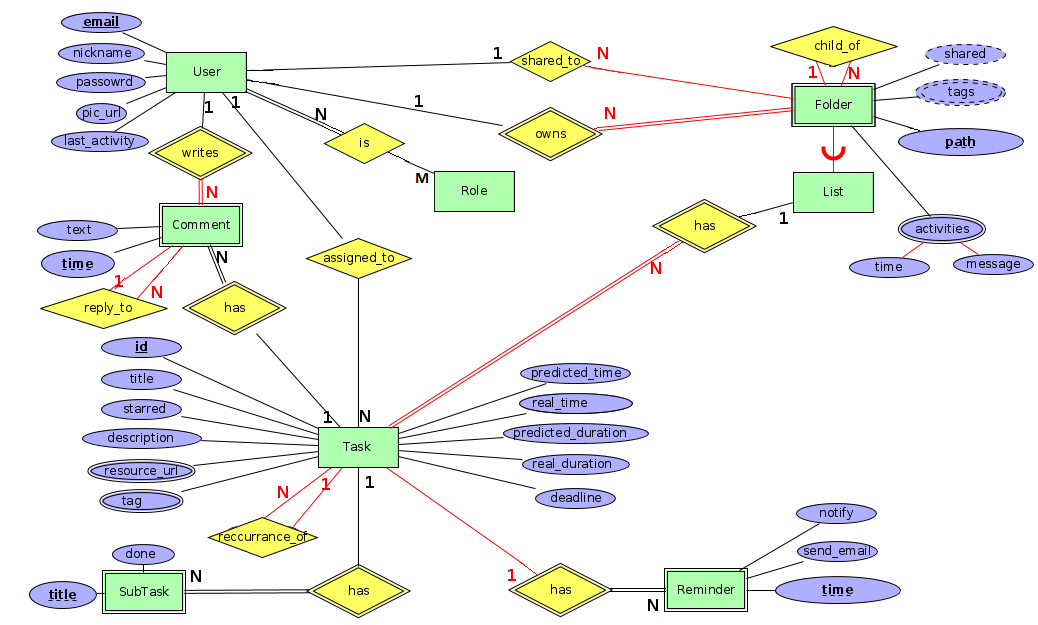 email
nickname
passowrd
pic_url
last_activity
User
1
shared_to
N
child_of
1
N
shared
tags
path
Folder
1
1
1
owns
N
N
is
M
Role
writes
N
Comment
text
time
N
1
N
reply_to
has
assigned_to
has
1
N
List
activities
time
message
id
title
starred
description
resource_url
tag
1
N
Task
1
predicted_time
real_time
predicted_duration
real_duration
deadline
N
1
reccurrance_of
done
title
SubTask
N
has
1
has
N
Reminder
notify
send_email
time